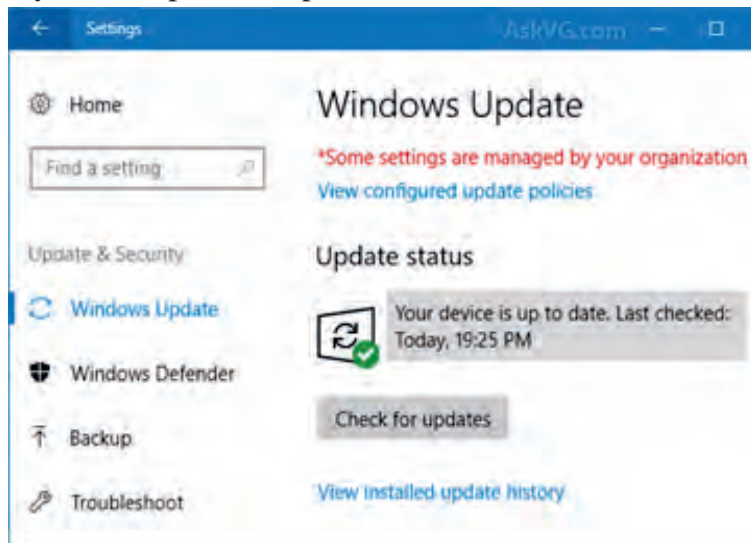 Settings
AskVG.com
Home
Find a setting
Update & Security
Windows Update
Windows Defender
Backup
Troubleshoot
Windows Update
*Some settings are managed by your organization
View configured update policies
Update status
Your device is up to date. Last checked:
Today, 19:25 PM
Check for updates
View installed update history